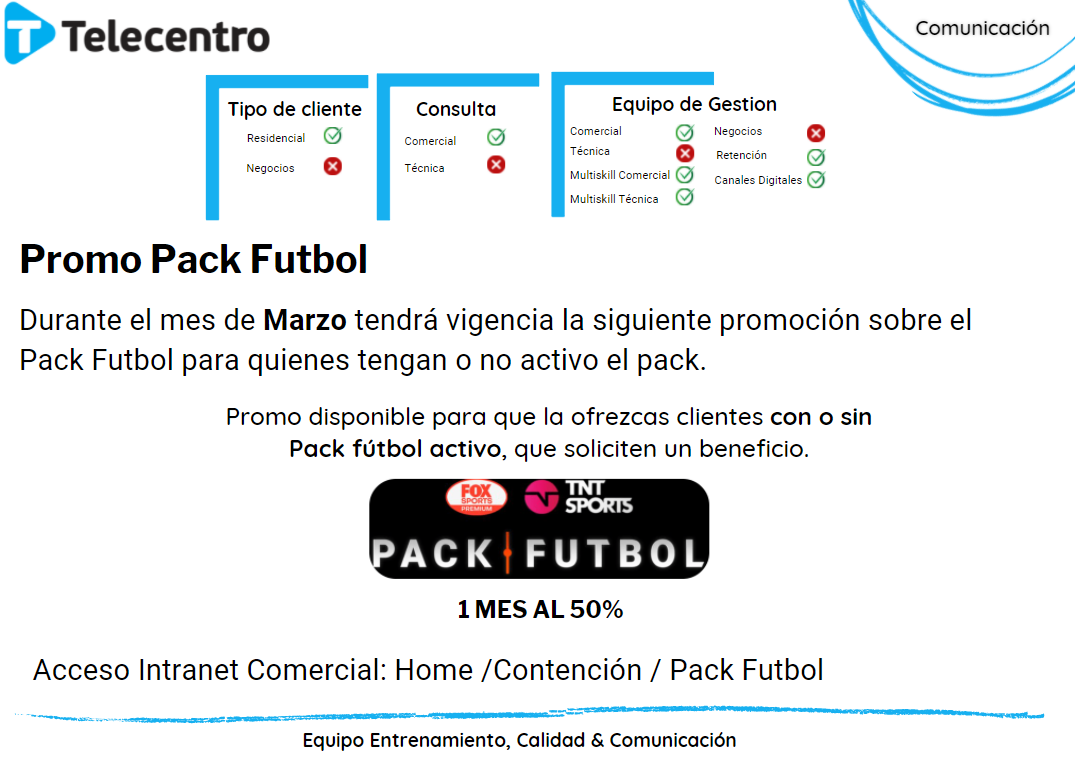 Telecentro
Comunicación
Tipo de cliente
Residencial
Negocios
Consulta
Comercial
Técnica
Equipo de Gestion
Comercial
Técnica
Multiskill Comercial
Multiskill Técnica
Negocios
Retención
Canales Digitales
Promo Pack Futbol
Durante el mes de Marzo tendrá vigencia la siguiente promoción sobre el
Pack Futbol para quienes tengan o no activo el pack.
Promo disponible para que la ofrezcas clientes con o sin
Pack fútbol activo, que soliciten un beneficio.
FOX
SPORTS
PREMIUM
TNT
SPORTS
PACK FUTBOL
1 MES AL 50%
Acceso Intranet Comercial: Home /Contención / Pack Futbol
Equipo Entrenamiento, Calidad & Comunicación